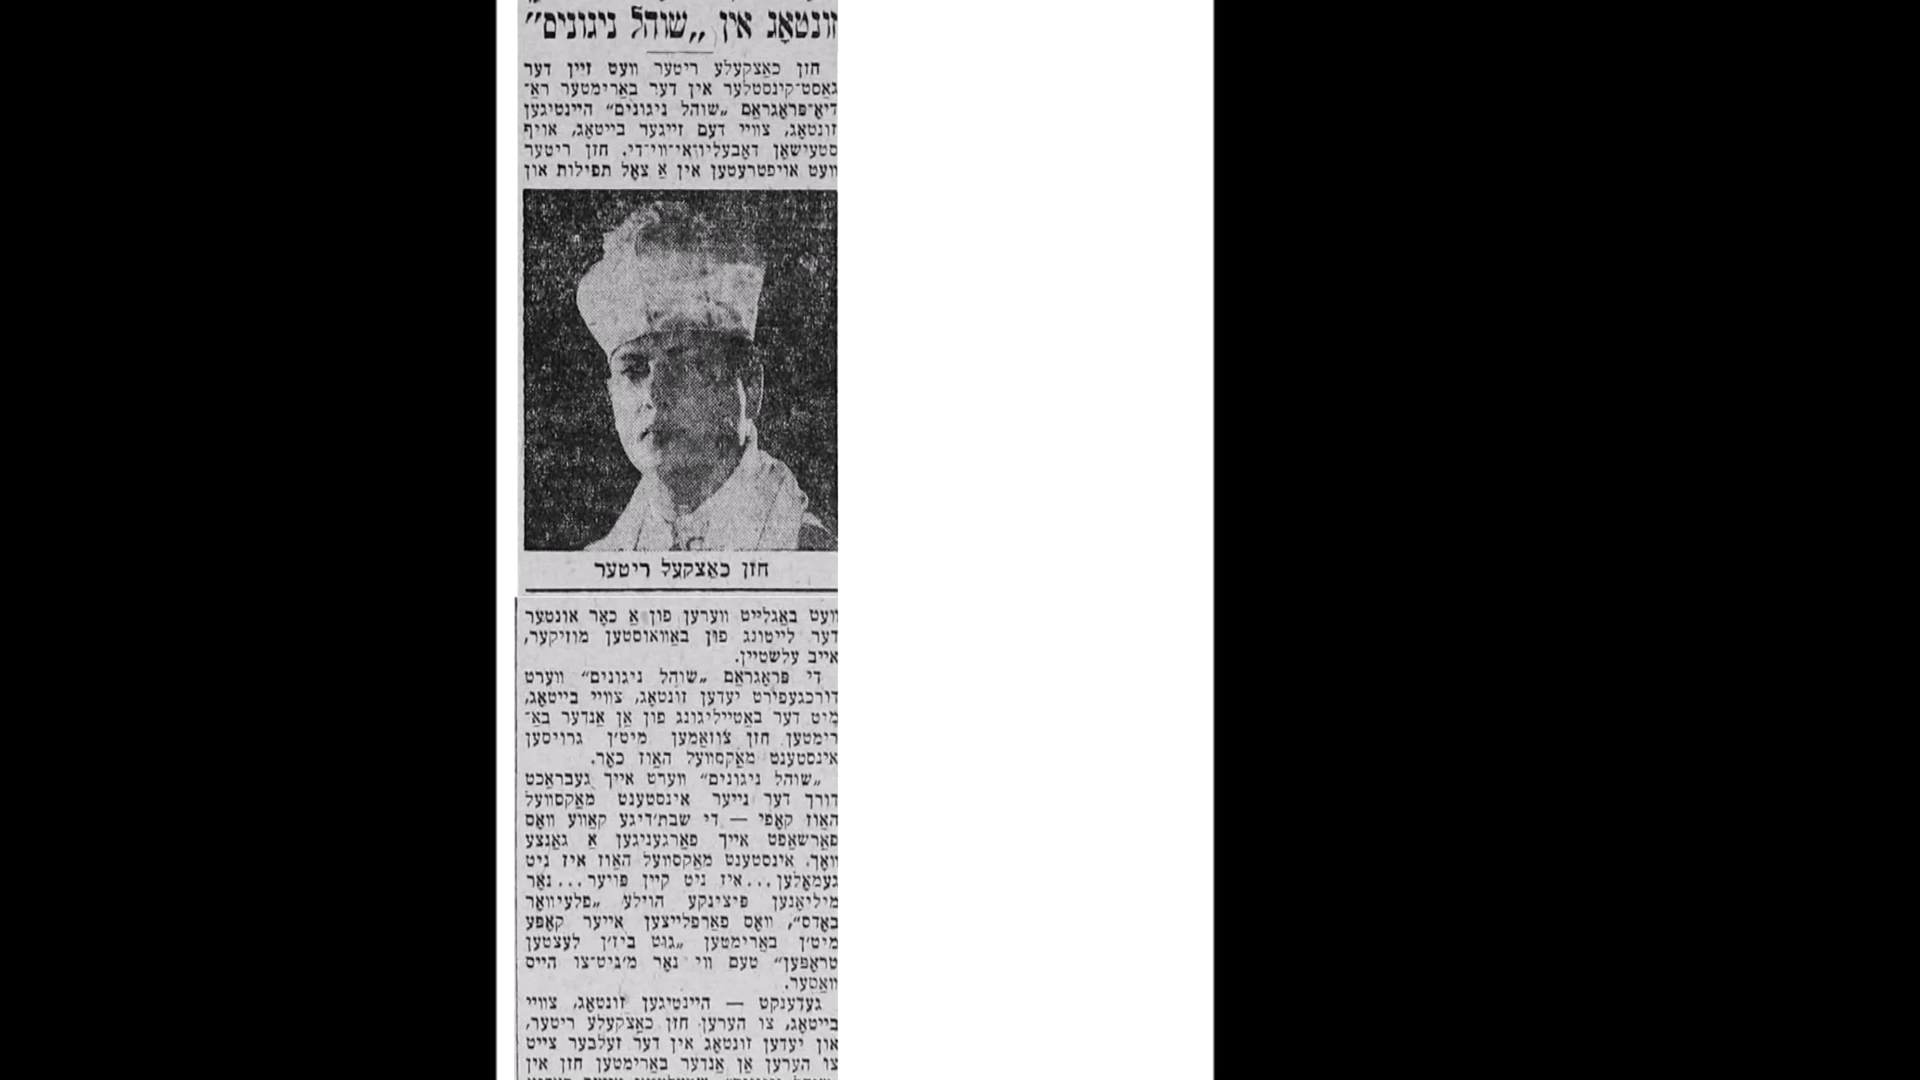 זונטאָג אין „שוהל ניגונים״
חזן כאַצקעלע ריטער וועט זיין דער
גאַסט־קינסטלער אין דער באַרימטער ראַ־
דיאָ־פּראָגראַם „שוהל ניגונים״ היינטיגען
זונטאָג, צוויי דעם זייגער בייטאָג, אויף
סטעישאָן דאָבעליו־אי־ווי־די. חזן ריטער
וועט אויפטרעטען אין אַ צאָל תפילות און
חזן כאַצקעל ריטער
וועט באַגלייט ווערען פון אַ כאָר אונטער
דער לייטונג פון באַוואוסטען מוזיקער,
אייב עלשטיין.
די פּראָגראַם „שוהל ניגונים״ ווערט
דורכגעפירט יעדען זונטאָג, צוויי בייטאָג,
מיט דער באַטייליגונג פון אַן אַנדער באַ־
רימטען חזן צוזאַמען מיט׳ן גרויסען
אינסטענט מאַקסוועל האַוז כאָר.
„שוהל ניגונים״ ווערט אייך געבראַכט
דורך דער נייער אינסטענט מאַקסוועל
האַוז קאָפי — די שבת׳דיגע קאַווע וואָס
פאַרשאַפט אייך פאַרגעניגען אַ גאַנצע
וואָך. אינסטענט מאַקסוועל האַוז איז ניט
געמאָלען...איז ניט קיין פּויער...נאָר
מיליאָנען פּיצינקע הוילע „פלעיוואָר
באָדס״, וואָס פאַרפלייצען אייער קאָפּע
מיט׳ן באַרימטען „גוט ביז׳ן לעצטען
טראָפּען״ טעם ווי נאָר מ׳גיט־צו הייס
וואַסער.
געדענקט — היינטיגען זונטאָג, צוויי
בייטאָג, צו הערען חזן כאַצקעלע ריטער,
און יעדען זונטאָג אין דער זעלבער צייט
צו הערען אַן אַנדער באַרימטען חזן אין